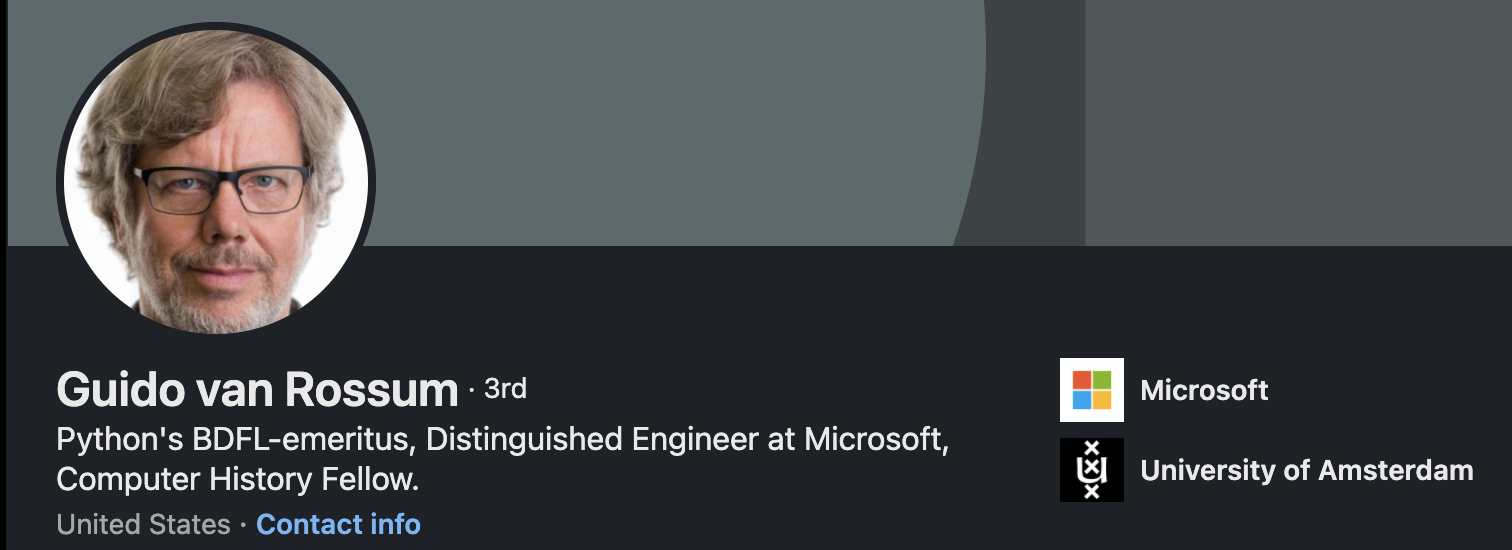 Guido van Rossum · 3rd
Python's BDFL-emeritus, Distinguished Engineer at Microsoft,
Computer History Fellow.
United States · Contact info
Microsoft
University of Amsterdam